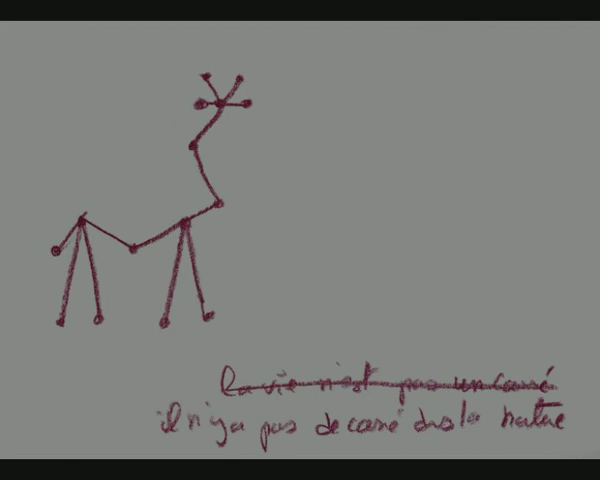 la vie n'est pas un carré
il n'y a pas de carré ds la nature